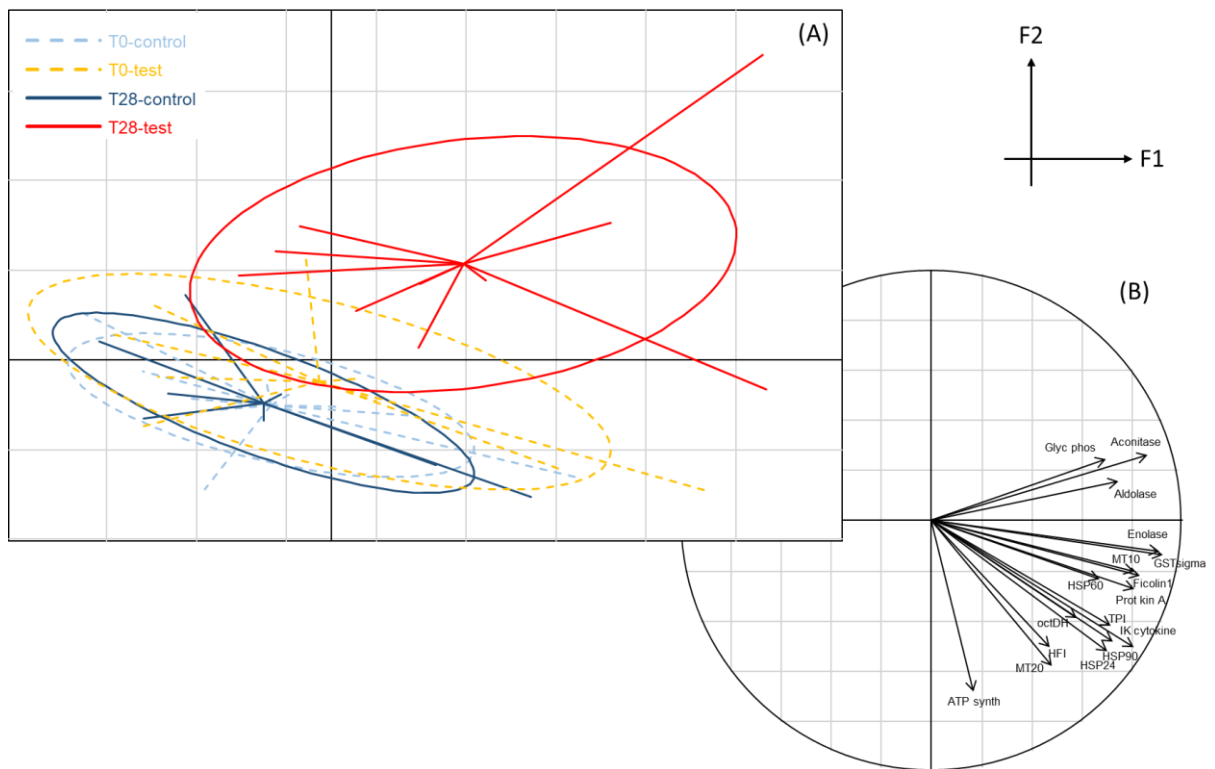 T0-control
T0-test
T28-control
T28-test
(A)
F2
F1
(B)
Glyc phos
Aconitase
Aldolase
Enolase
MT10
GSTsigma
HSP60
Ficolin1
Prot kin A
octDH
TPI
IK cytokine
HFI
HSP90
MT20
HSP24
ATP synth